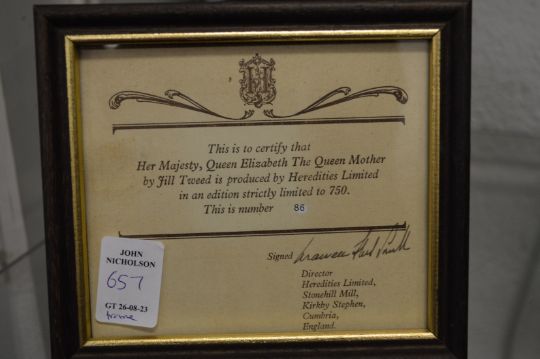 H
This is to certify that
Her Majesty, Queen Elizabeth The Queen Mother
by Jill Tweed is produced by Heredities Limited
in an edition strictly limited to 750.
This is number 86
Signed
Director
Heredities Limited,
Stonehill Mill,
Kirkby Stephen,
Cumbria,
England.
JOHN
NICHOLSON
657
GT 26-08-23